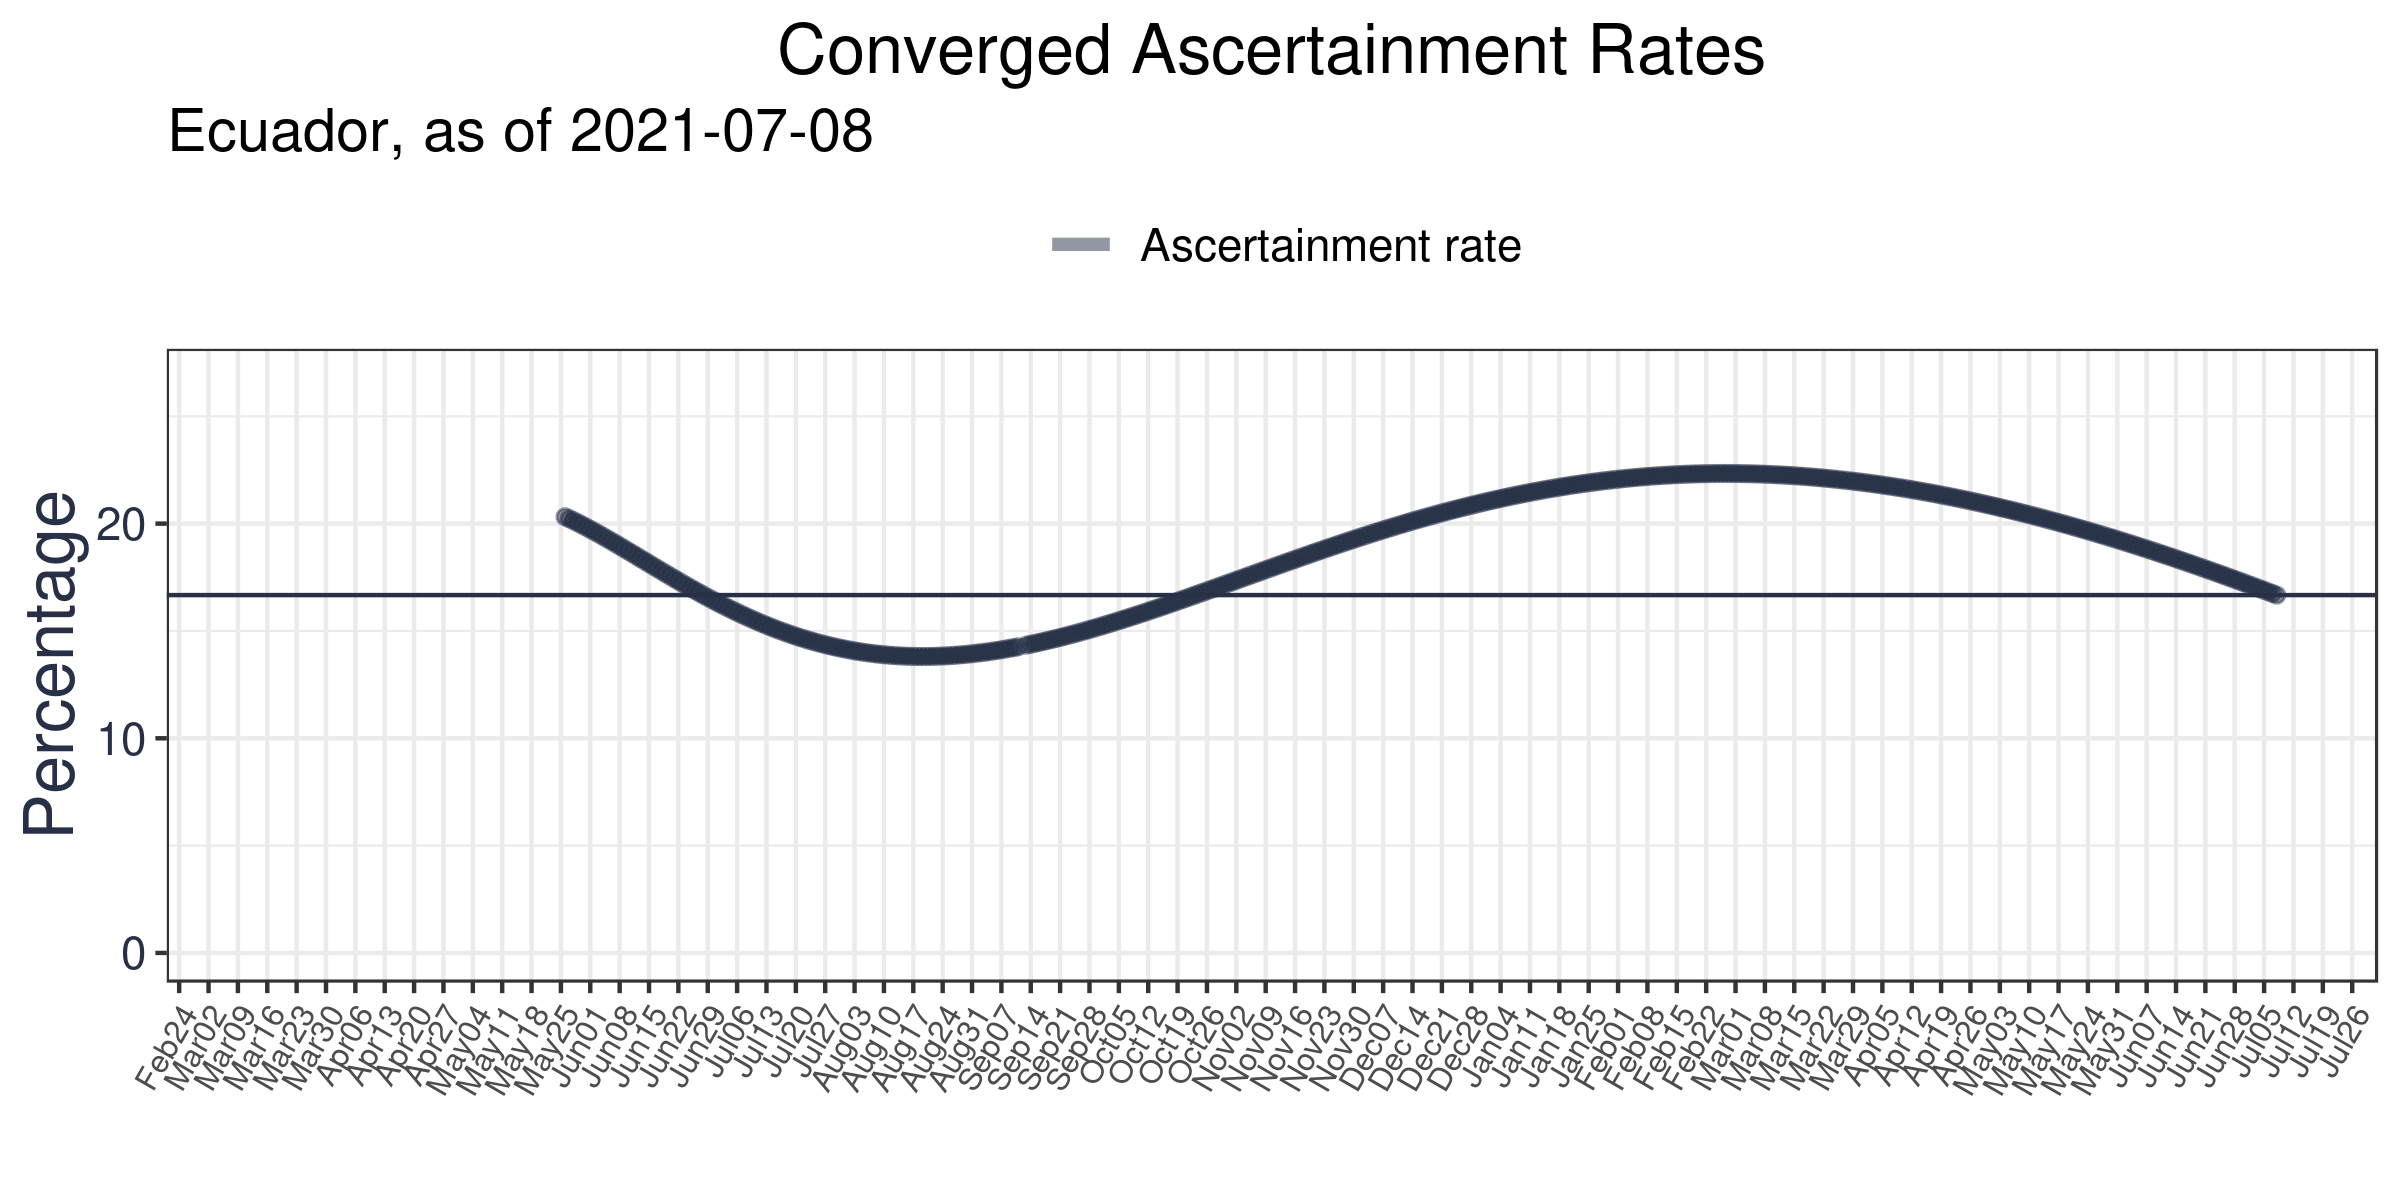 Converged Ascertainment Rates
Ecuador, as of 2021-07-08
Ascertainment rate
Percentage
20
10
0
Feb24
Mar02
Mar09
Mar16
Mar23
Mar30
Apr06
Apr13
Apr20
Apr27
May04
May11
May18
May25
Jun01
Jun08
Jun15
Jun22
Jun29
Jul06
Jul13
Jul20
Jul27
Aug03
Aug10
Aug17
Aug24
Aug31
Sep07
Sep14
Sep21
Sep28
Oct05
Oct12
Oct19
Oct26
Nov02
Nov09
Nov16
Nov23
Nov30
Dec07
Dec14
Dec21
Dec28
Jan04
Jan11
Jan18
Jan25
Feb01
Feb08
Feb15
Feb22
Mar01
Mar08
Mar15
Mar22
Mar29
Apr05
Apr12
Apr19
Apr26
May03
May10
May17
May24
May31
Jun07
Jun14
Jun21
Jun28
Jul05
Jul12
Jul19
Jul26